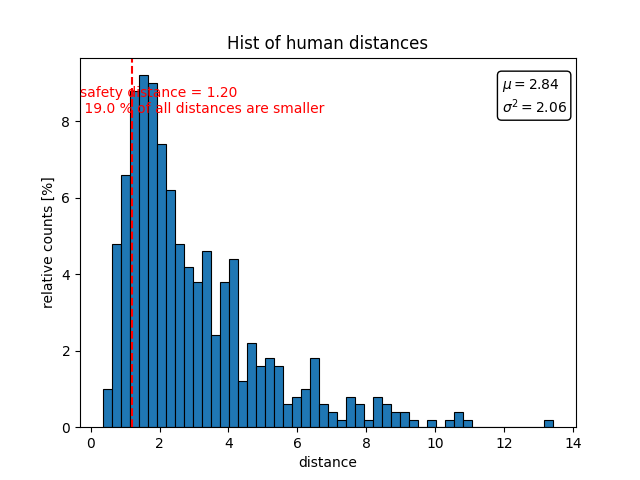 Hist of human distances
safety distance = 1.20
19.0 % of all distances are smaller
μ = 2.84
σ² = 2.06
relative counts [%]
8
6
4
2
0
0 2 4 6 8 10 12 14
distance